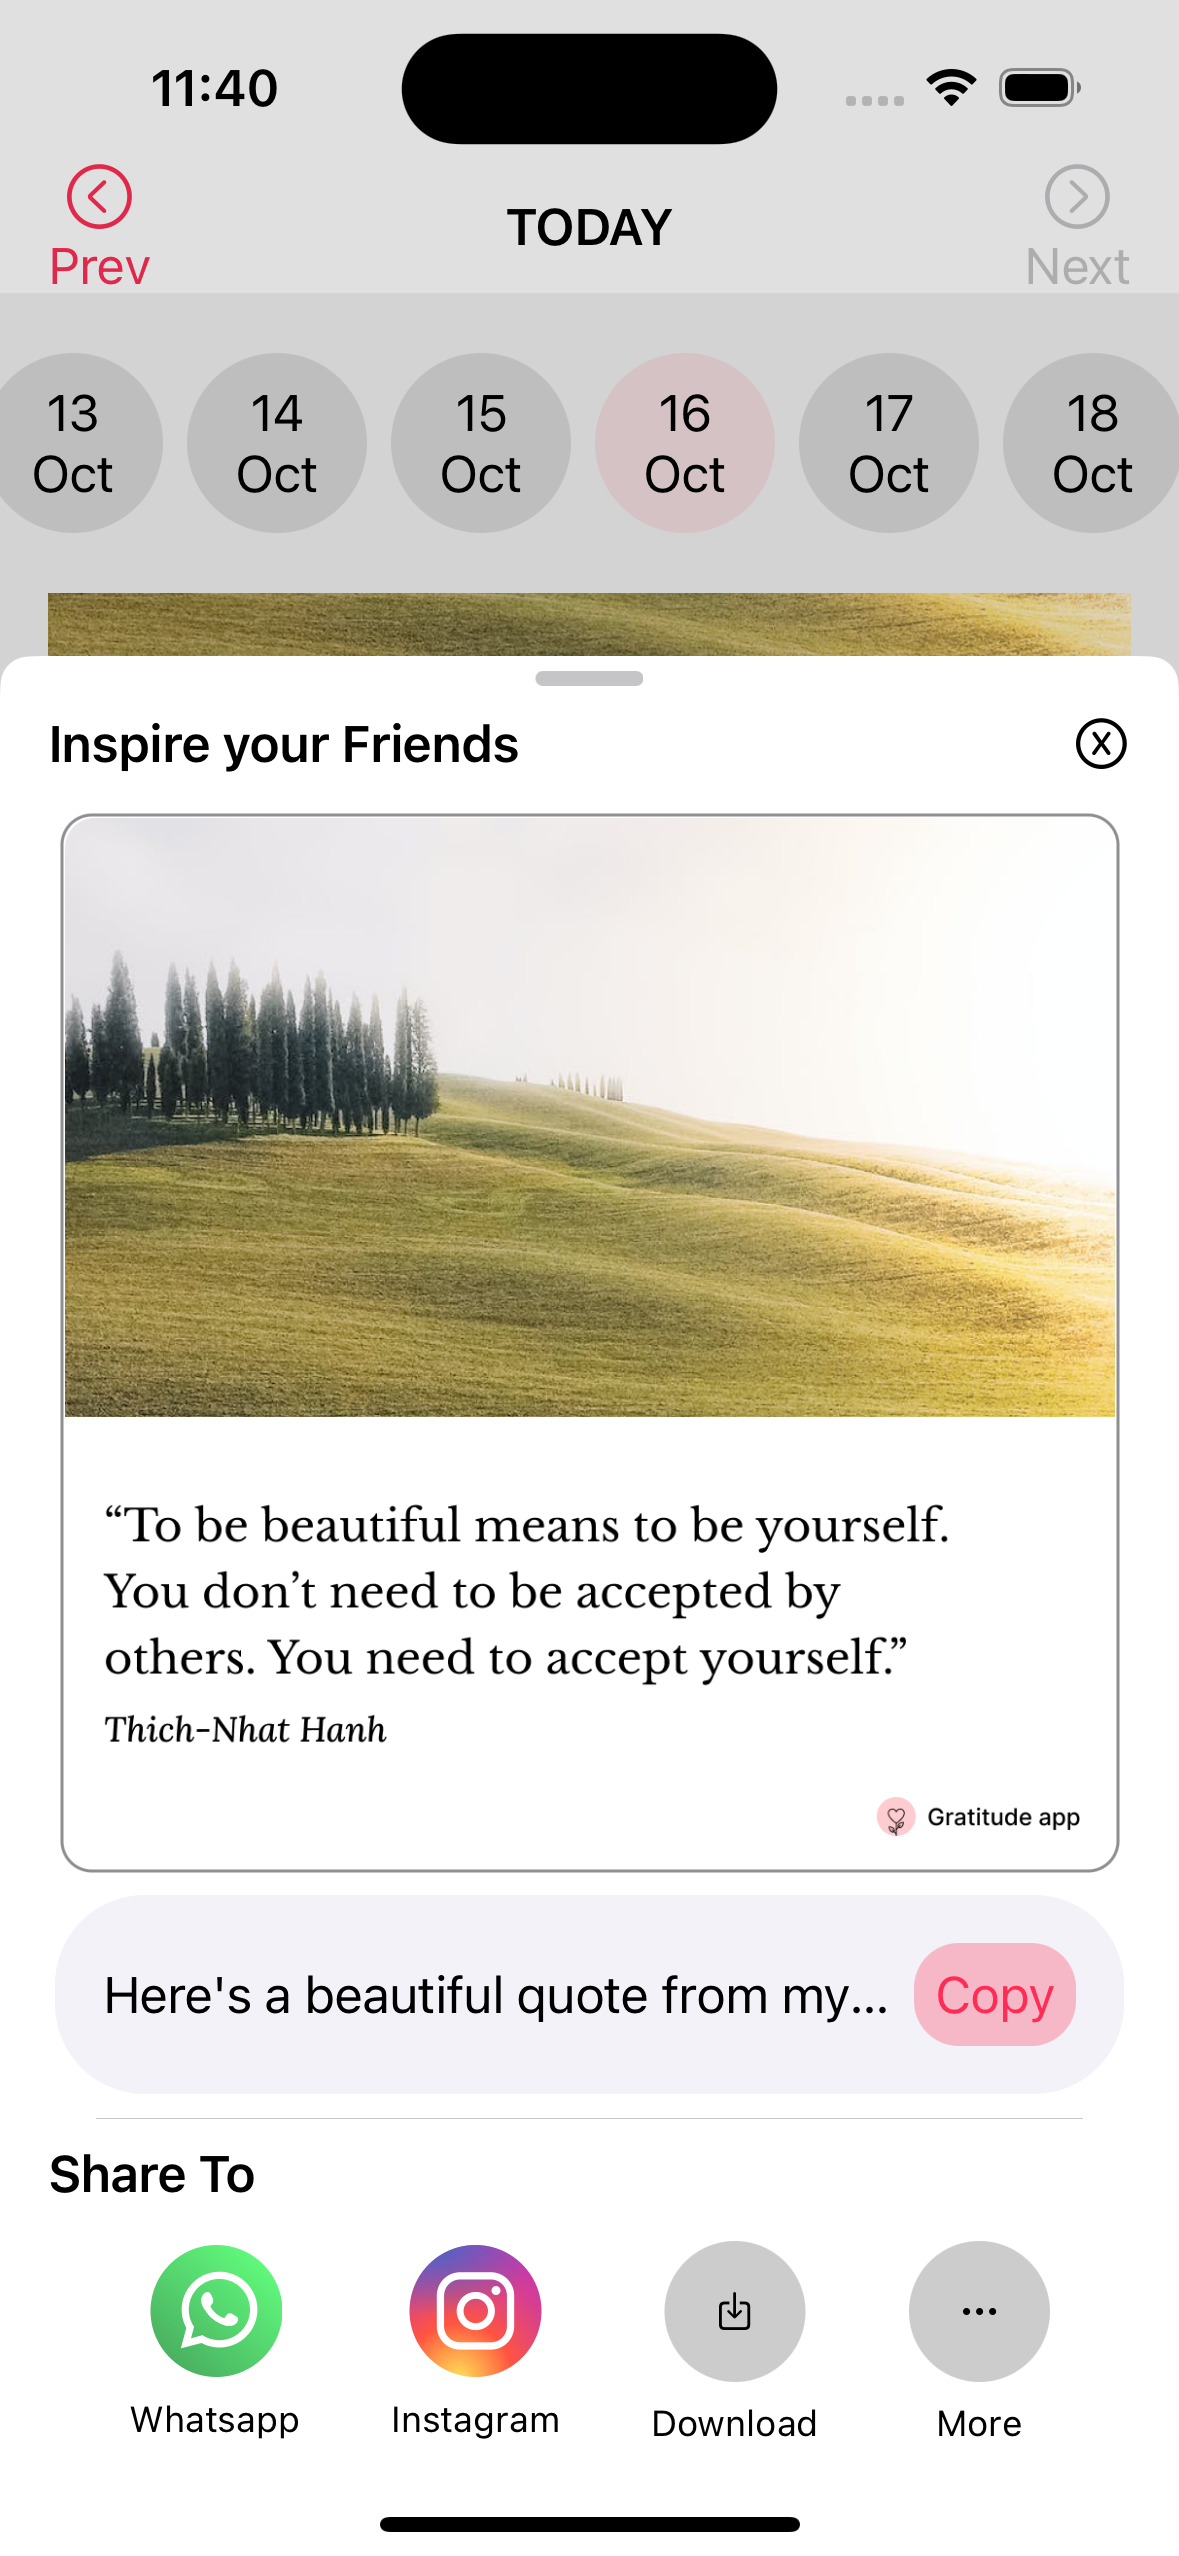 11:40
Prev
TODAY
Next
13
Oct
14
Oct
15
Oct
16
Oct
17
Oct
18
Oct
Inspire your Friends
X
“To be beautiful means to be yourself.
You don’t need to be accepted by
others. You need to accept yourself.”
Thich-Nhat Hanh
Gratitude app
Here's a beautiful quote from my...
Copy
Share To
Whatsapp
Instagram
Download
More